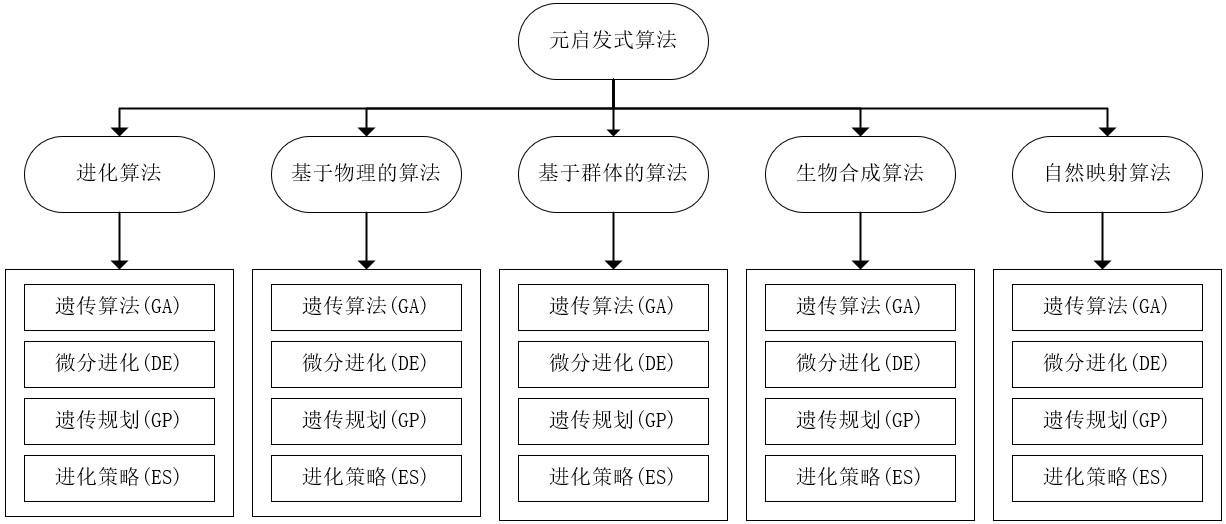 元启发式算法
进化算法
基于物理的算法
基于群体的算法
生物合成算法
自然映射算法
遗传算法(GA)
微分进化(DE)
遗传规划(GP)
进化策略(ES)
遗传算法(GA)
微分进化(DE)
遗传规划(GP)
进化策略(ES)
遗传算法(GA)
微分进化(DE)
遗传规划(GP)
进化策略(ES)
遗传算法(GA)
微分进化(DE)
遗传规划(GP)
进化策略(ES)
遗传算法(GA)
微分进化(DE)
遗传规划(GP)
进化策略(ES)